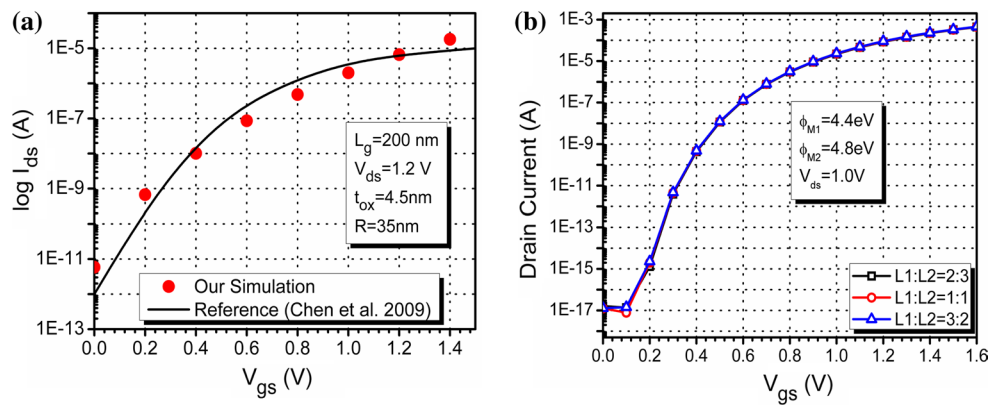 (a)
log I_ds (A)
1E-5
1E-7
1E-9
1E-11
1E-13
L_g=200 nm
V_ds=1.2 V
t_ox=4.5nm
R=35nm
Our Simulation
Reference (Chen et al. 2009)
0.0 0.2 0.4 0.6 0.8 1.0 1.2 1.4
V_gs (V)
(b)
Drain Current (A)
1E-3
1E-5
1E-7
1E-9
1E-11
1E-13
1E-15
1E-17
ϕ_M1=4.4eV
ϕ_M2=4.8eV
V_ds=1.0V
L1:L2=2:3
L1:L2=1:1
L1:L2=3:2
0.0 0.2 0.4 0.6 0.8 1.0 1.2 1.4 1.6
V_gs (V)